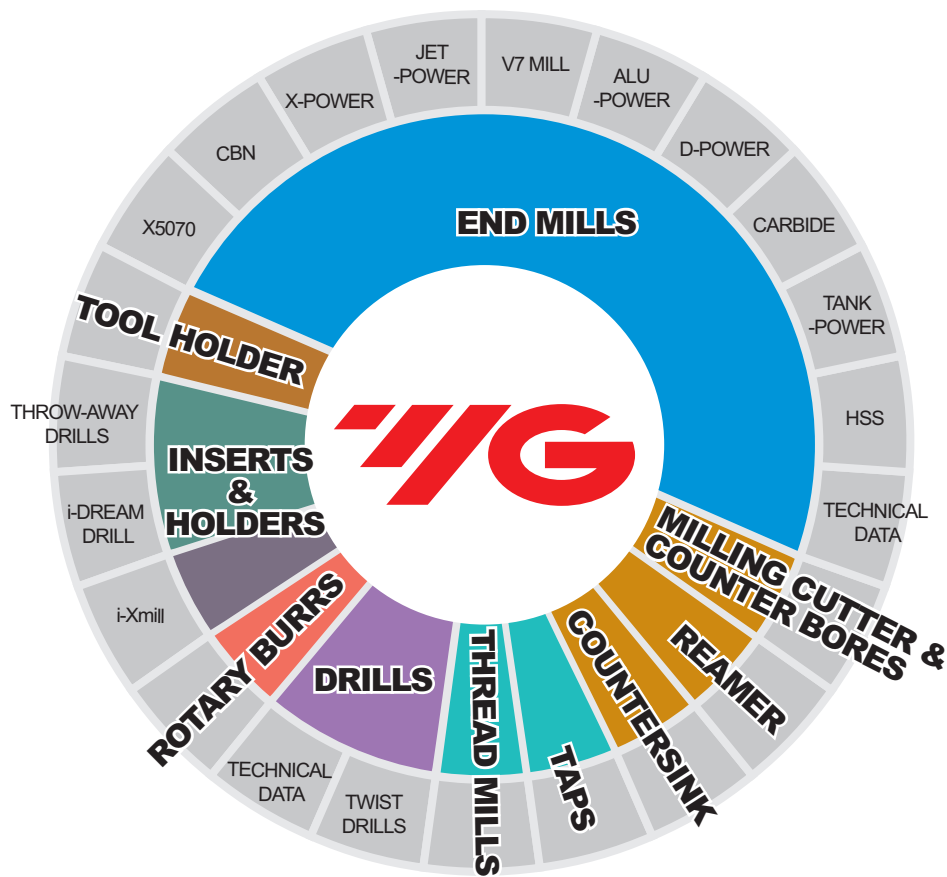 JET
-POWER
V7 MILL
ALU
-POWER
X-POWER
D-POWER
CBN
CARBIDE
X5070
END MILLS
TANK
-POWER
TOOL HOLDER
HSS
THROW-AWAY
DRILLS
YG
INSERTS
&
HOLDERS
i-DREAM
DRILL
TECHNICAL
DATA
MILLING CUTTER &
COUNTER BORES
i-Xmill
REAMER
ROTARY BURRS
DRILLS
COUNTERSINK
THREAD MILLS
TAPS
TECHNICAL
DATA
TWIST
DRILLS